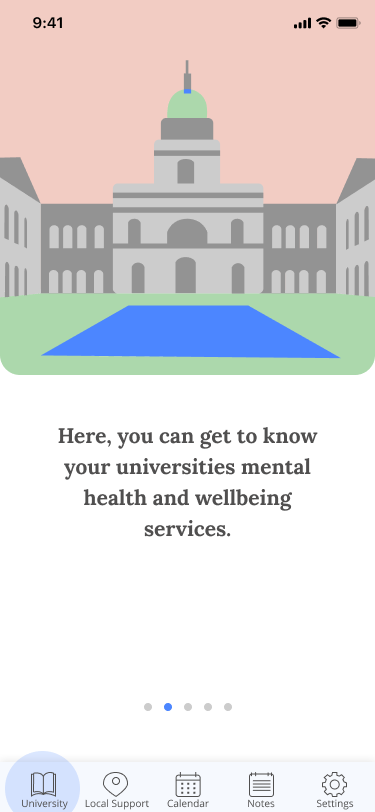 9:41
Here, you can get to know
your universities mental
health and wellbeing
services.
University Local Support Calendar Notes Settings